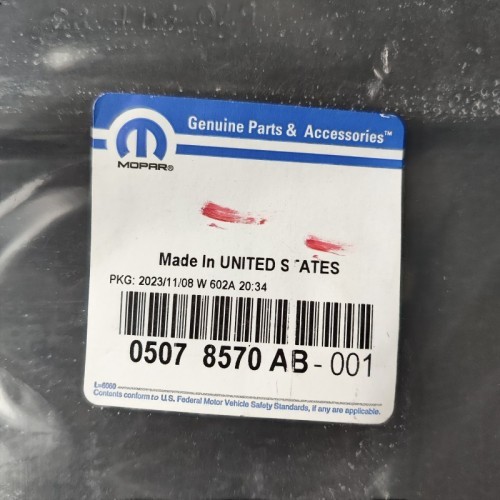 Genuine Parts & Accessories™
MOPAR®
Made In UNITED STATES
PKG: 2023/11/08 W 602A 20:34
0507 8570 AB - 001
L=6060
Contents conform to U.S. Federal Motor Vehicle Safety Standards, if any are applicable.